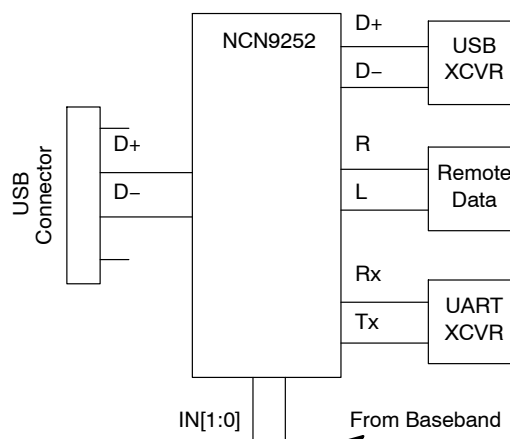 NCN9252
D+
USB
XCVR
D−
D+
D−
USB
Connector
R
Remote
Data
L
Rx
UART
XCVR
Tx
IN[1:0]
From Baseband